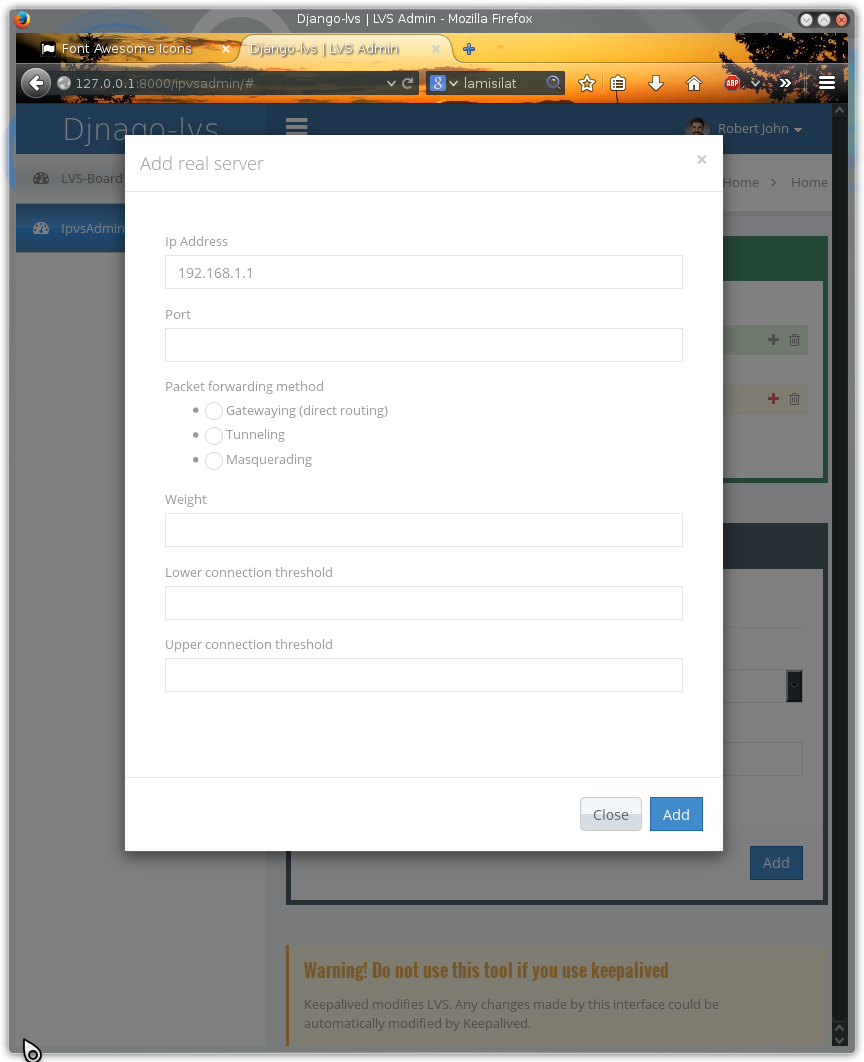 Django-lvs | LVS Admin - Mozilla Firefox
Font Awesome Icons
Django-lvs | LVS Admin
127.0.0.1:8000/ipvsadmin/#
lamisilat
ABP
Djnago-lvs
Robert John
LVS-Board
IpvsAdmin
Home > Home
Add real server
×
Ip Address
192.168.1.1
Port
Packet forwarding method
Gatewaying (direct routing)
Tunneling
Masquerading
Weight
Lower connection threshold
Upper connection threshold
Close
Add
Add
Warning! Do not use this tool if you use keepalived
Keepalived modifies LVS. Any changes made by this interface could be
automatically modified by Keepalived.